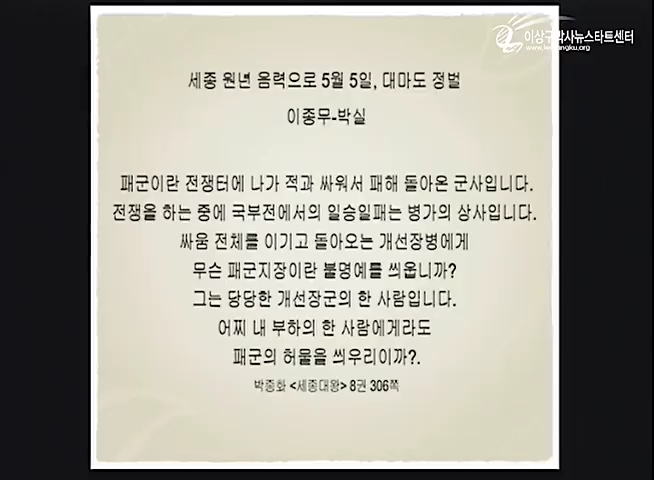 이상구박사뉴스타트센터
www.leesangku.org
세종 원년 음력으로 5월 5일, 대마도 정벌
이종무-박실
패군이란 전쟁터에 나가 적과 싸워서 패해 돌아온 군사입니다.
전쟁을 하는 중에 국부전에서의 일승일패는 병가의 상사입니다.
싸움 전체를 이기고 돌아오는 개선장병에게
무슨 패군지장이란 불명예를 씌웁니까?
그는 당당한 개선장군의 한 사람입니다.
어찌 내 부하의 한 사람에게라도
패군의 허물을 씌우리이까?.
박종화 <세종대왕> 8권 306쪽